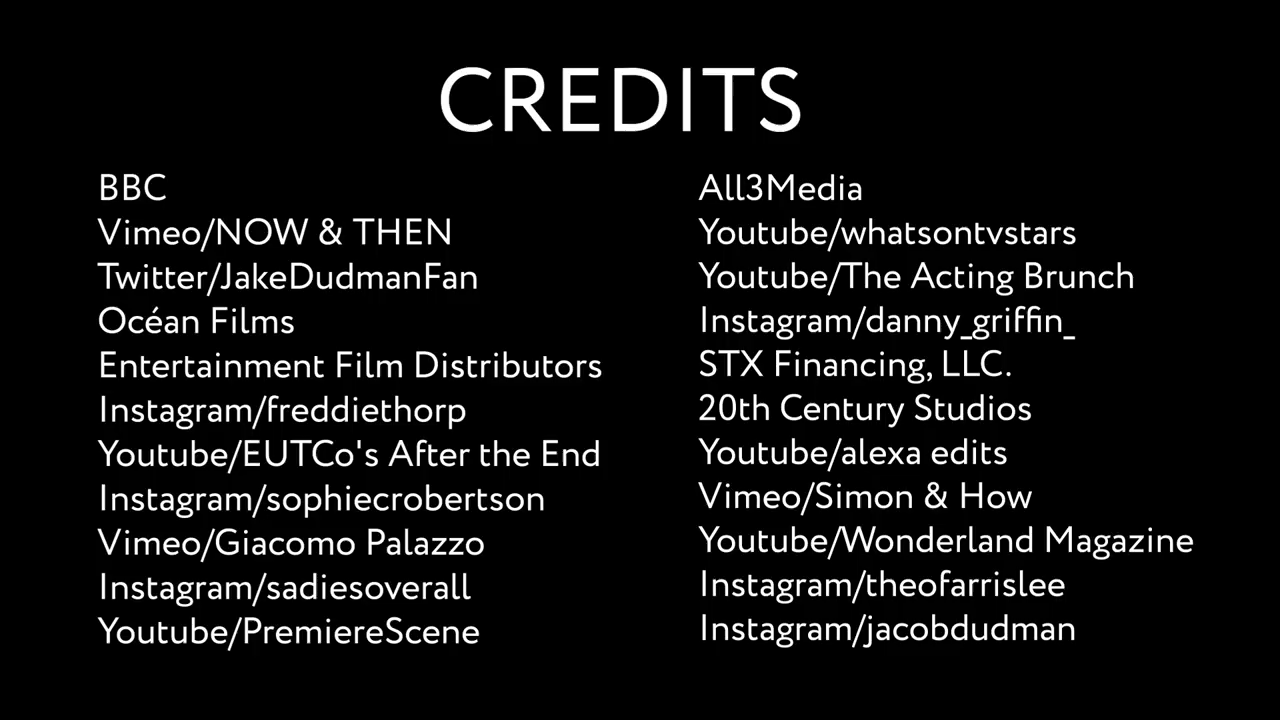 CREDITS
BBC
Vimeo/NOW & THEN
Twitter/JakeDudmanFan
Océan Films
Entertainment Film Distributors
Instagram/freddiethorp
Youtube/EUTCo's After the End
Instagram/sophiecrobertson
Vimeo/Giacomo Palazzo
Instagram/sadiesoverall
Youtube/PremiereScene
All3Media
Youtube/whatsontvstars
Youtube/The Acting Brunch
Instagram/danny_griffin_
STX Financing, LLC.
20th Century Studios
Youtube/alexa edits
Vimeo/Simon & How
Youtube/Wonderland Magazine
Instagram/theofarrislee
Instagram/jacobdudman